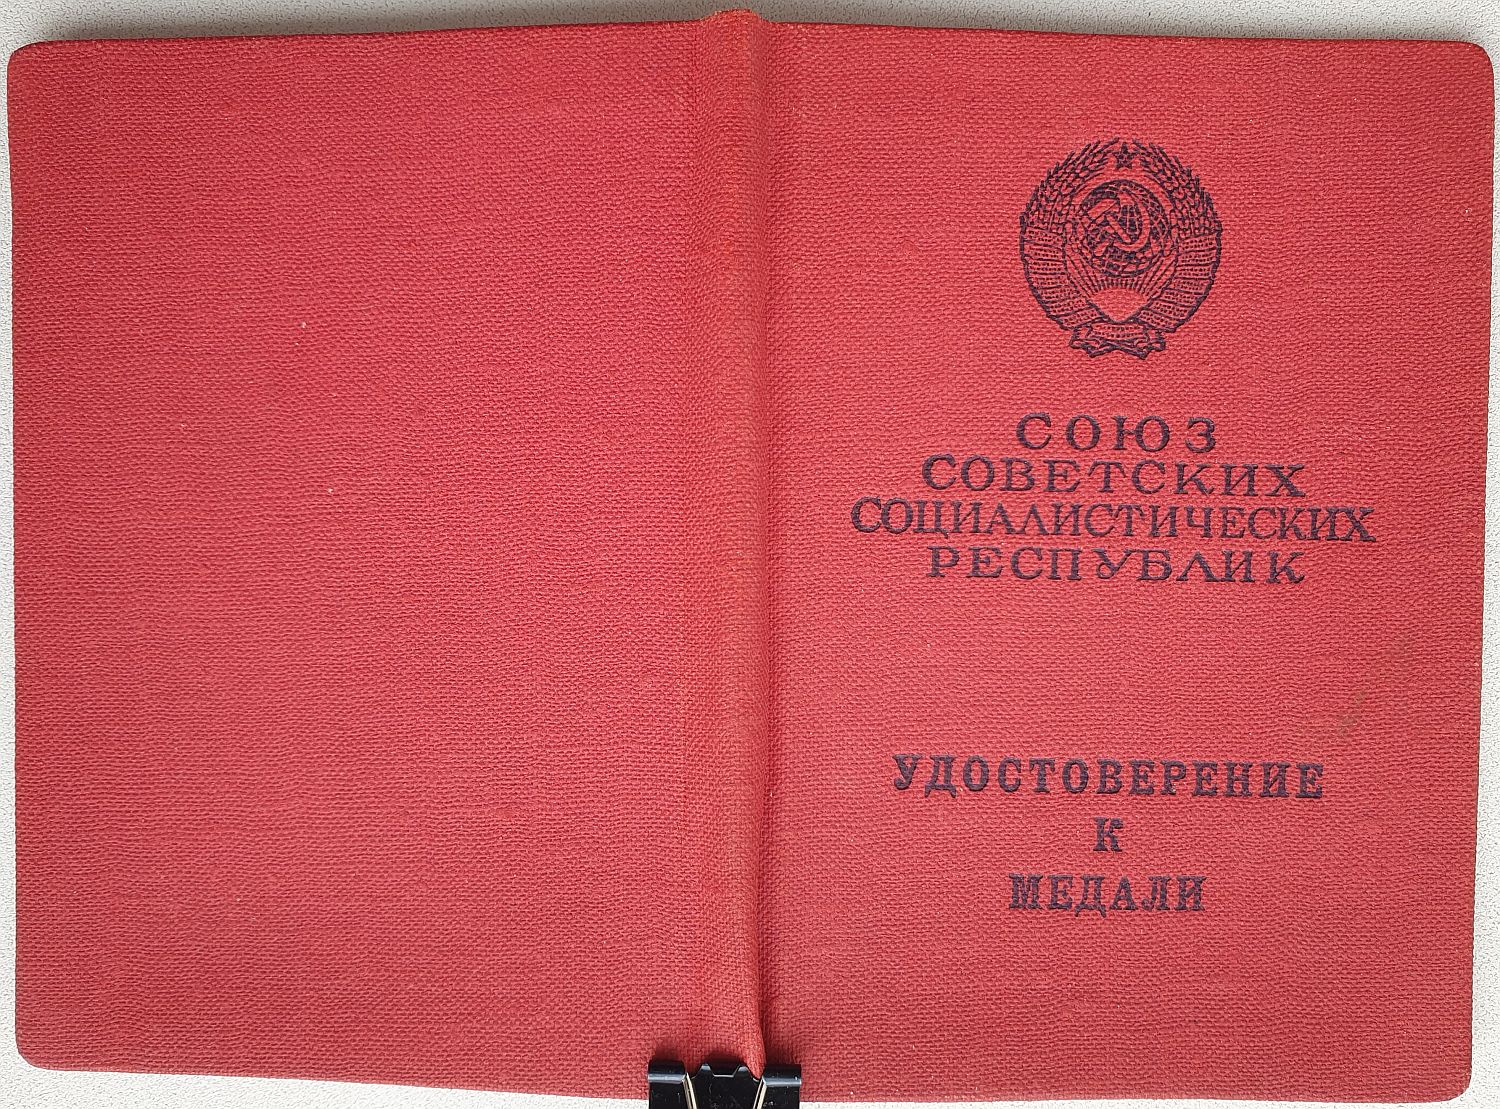 СОЮЗ
СОВЕТСКИХ
СОЦИАЛИСТИЧЕСКИХ
РЕСПУБЛИК
УДОСТОВЕРЕНИЕ
К
МЕДАЛИ